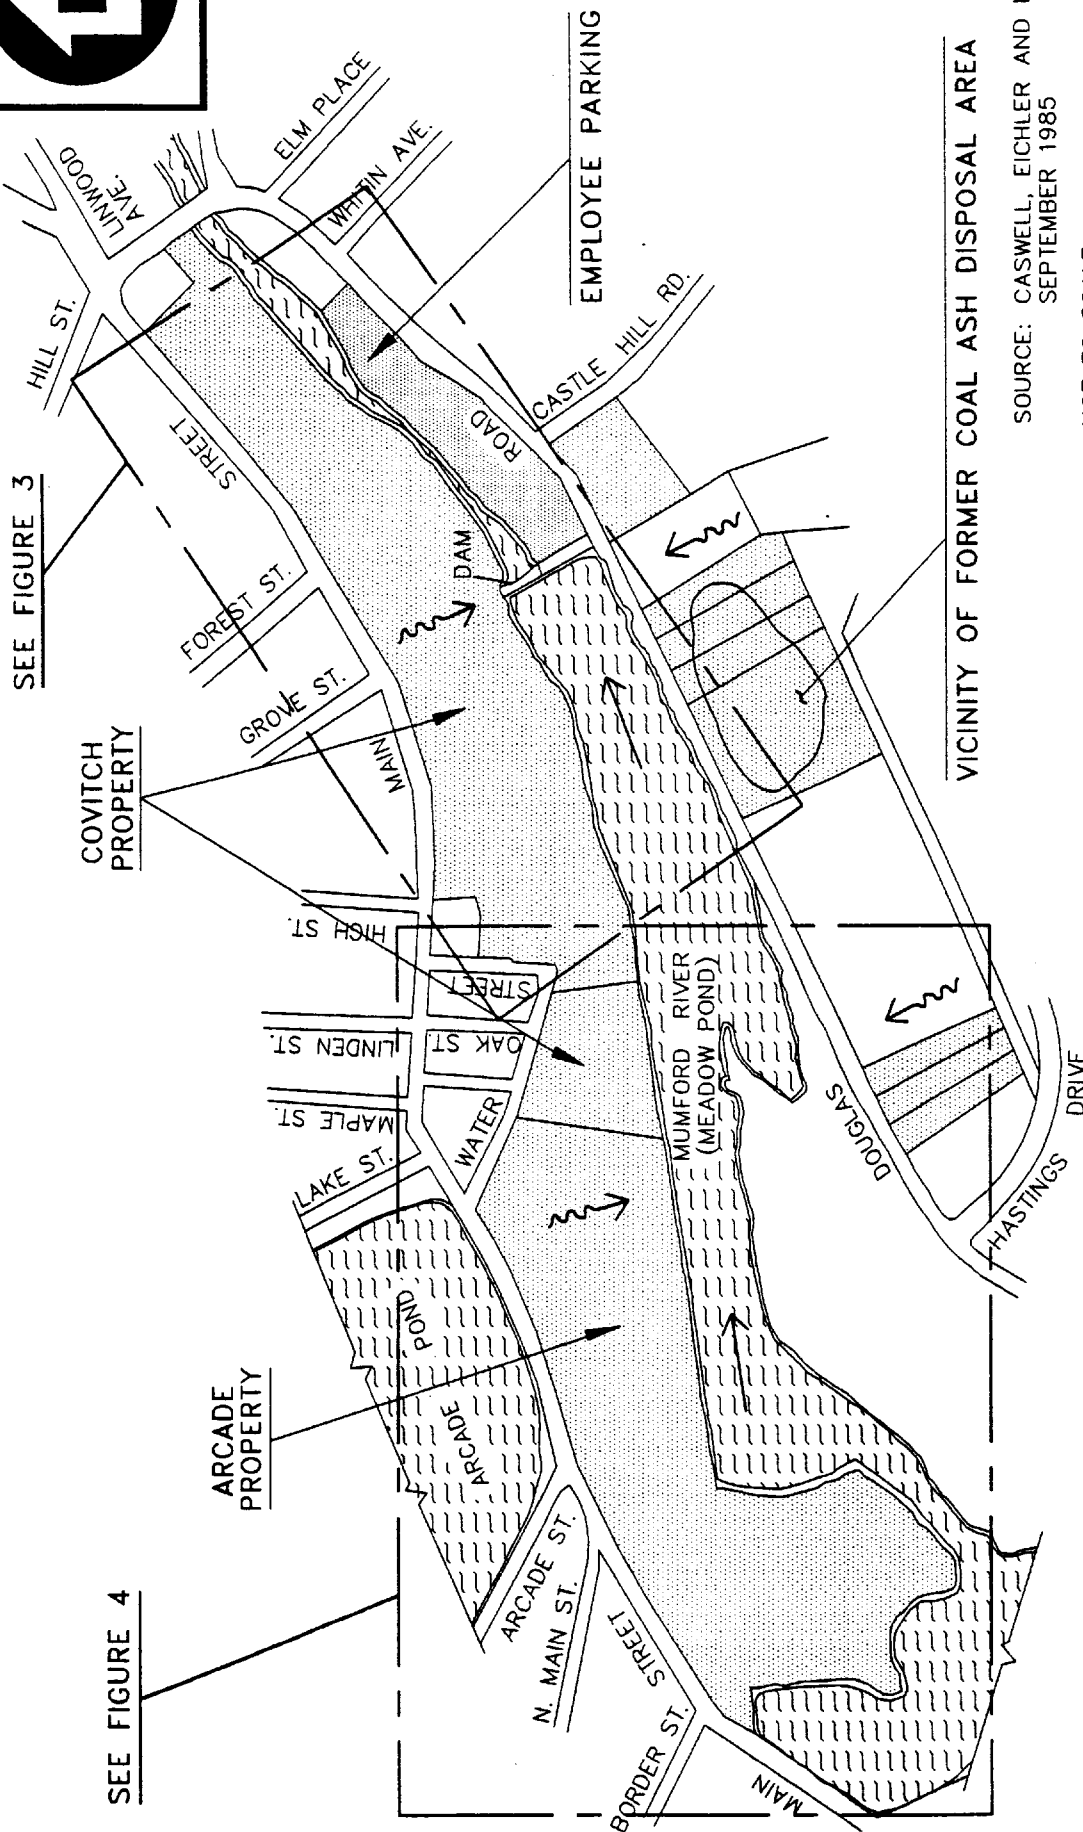 SEE FIGURE 4
ARCADE
PROPERTY
COVITCH
PROPERTY
SEE FIGURE 3
HILL ST.
LINWOOD
AVE.
ELM PLACE
WHITIN AVE.
EMPLOYEE PARKING
STREET
FOREST ST.
GROVE ST.
MAIN
HIGH ST.
LINDEN ST.
MAPLE ST.
LAKE ST.
STREET
OAK ST.
WATER
ARCADE POND
ARCADE ST.
N. MAIN ST.
STREET
BORDER ST.
MAIN
DAM
ROAD
CASTLE HILL RD.
MUMFORD RIVER
(MEADOW POND)
DOUGLAS
HASTINGS
DRIVE
VICINITY OF FORMER COAL ASH DISPOSAL AREA
SOURCE: CASWELL, EICHLER AND
SEPTEMBER 1985